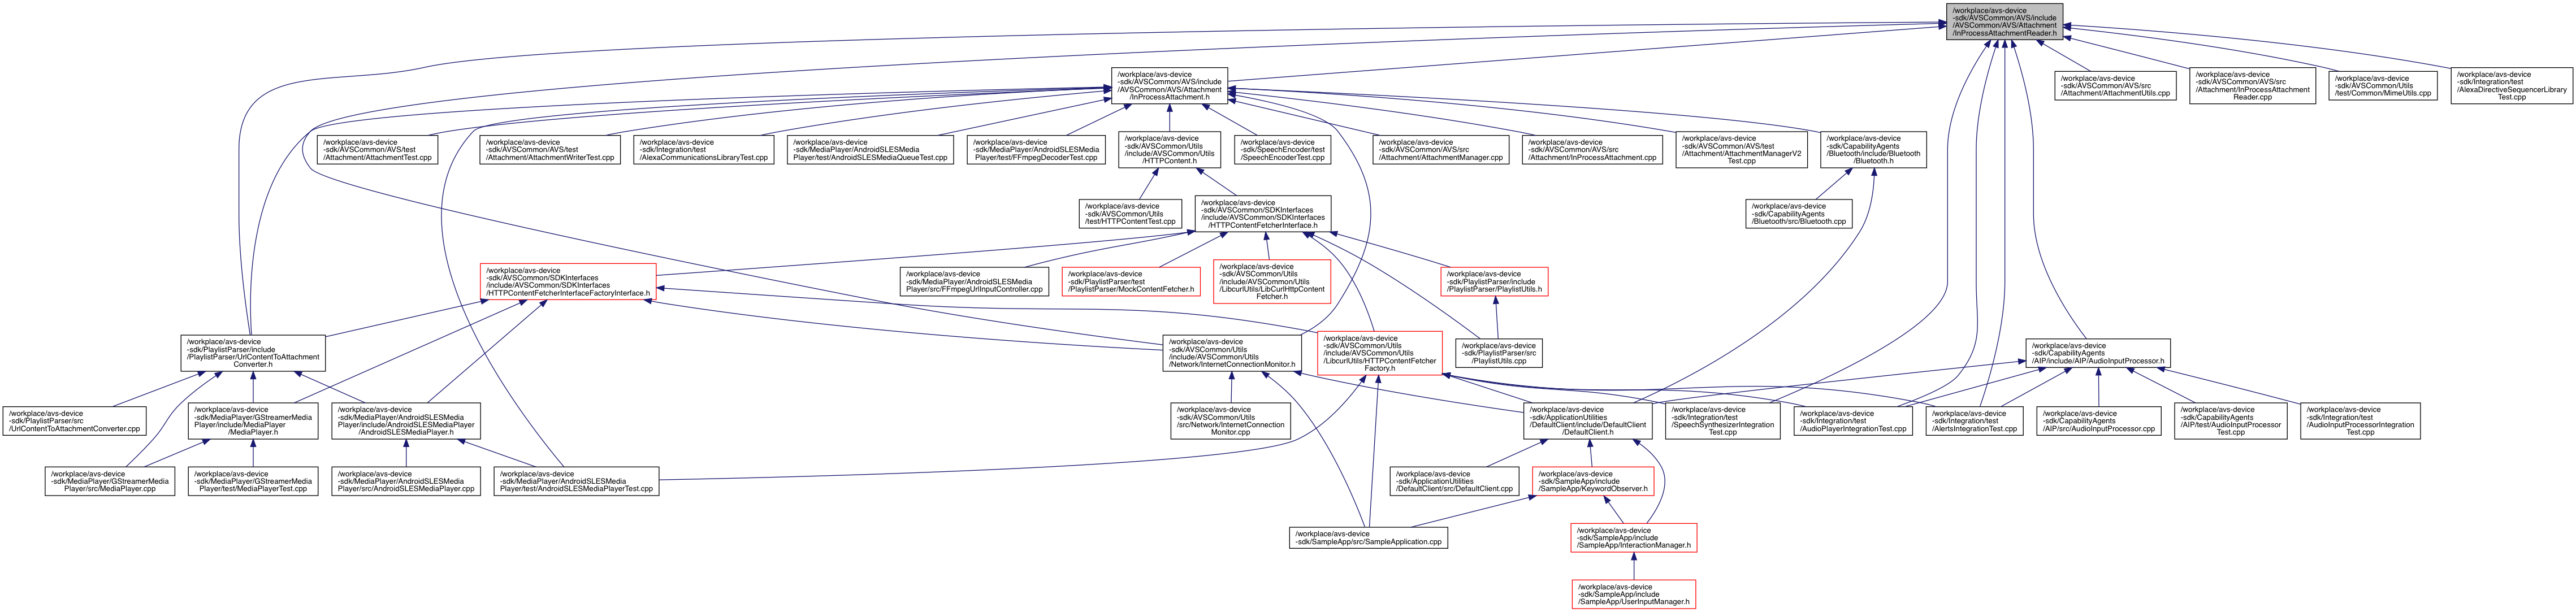 /workplace/avs-device
-sdk/AVSCommon/AVS/include
/AVSCommon/AVS/Attachment
/InProcessAttachmentReader.h
/workplace/avs-device
-sdk/AVSCommon/AVS/include
/AVSCommon/AVS/Attachment
/InProcessAttachment.h
/workplace/avs-device
-sdk/AVSCommon/AVS/src
/Attachment/AttachmentUtils.cpp
/workplace/avs-device
-sdk/AVSCommon/AVS/src
/Attachment/InProcessAttachment
Reader.cpp
/workplace/avs-device
-sdk/AVSCommon/Utils
/test/Common/MimeUtils.cpp
/workplace/avs-device
-sdk/Integration/test
/AlexaDirectiveSequencerLibrary
Test.cpp
/workplace/avs-device
-sdk/AVSCommon/AVS/test
/Attachment/AttachmentTest.cpp
/workplace/avs-device
-sdk/AVSCommon/AVS/test
/Attachment/AttachmentWriterTest.cpp
/workplace/avs-device
-sdk/Integration/test
/AlexaCommunicationsLibraryTest.cpp
/workplace/avs-device
-sdk/MediaPlayer/AndroidSLESMedia
Player/test/AndroidSLESMediaQueueTest.cpp
/workplace/avs-device
-sdk/MediaPlayer/AndroidSLESMedia
Player/test/FFmpegDecoderTest.cpp
/workplace/avs-device
-sdk/AVSCommon/Utils
/include/AVSCommon/Utils
/HTTPContent.h
/workplace/avs-device
-sdk/SpeechEncoder/test
/SpeechEncoderTest.cpp
/workplace/avs-device
-sdk/AVSCommon/AVS/src
/Attachment/AttachmentManager.cpp
/workplace/avs-device
-sdk/AVSCommon/AVS/src
/Attachment/InProcessAttachment.cpp
/workplace/avs-device
-sdk/AVSCommon/AVS/test
/Attachment/AttachmentManagerV2
Test.cpp
/workplace/avs-device
-sdk/CapabilityAgents
/Bluetooth/include/Bluetooth
/Bluetooth.h
/workplace/avs-device
-sdk/AVSCommon/Utils
/test/HTTPContentTest.cpp
/workplace/avs-device
-sdk/AVSCommon/SDKInterfaces
/include/AVSCommon/SDKInterfaces
/HTTPContentFetcherInterface.h
/workplace/avs-device
-sdk/CapabilityAgents
/Bluetooth/src/Bluetooth.cpp
/workplace/avs-device
-sdk/AVSCommon/SDKInterfaces
/include/AVSCommon/SDKInterfaces
/HTTPContentFetcherInterfaceFactoryInterface.h
/workplace/avs-device
-sdk/MediaPlayer/AndroidSLESMedia
Player/src/FFmpegUrlInputController.cpp
/workplace/avs-device
-sdk/PlaylistParser/test
/PlaylistParser/MockContentFetcher.h
/workplace/avs-device
-sdk/AVSCommon/Utils
/include/AVSCommon/Utils
/LibcurlUtils/LibCurlHttpContent
Fetcher.h
/workplace/avs-device
-sdk/PlaylistParser/include
/PlaylistParser/PlaylistUtils.h
/workplace/avs-device
-sdk/PlaylistParser/include
/PlaylistParser/UrlContentToAttachment
Converter.h
/workplace/avs-device
-sdk/AVSCommon/Utils
/include/AVSCommon/Utils
/Network/InternetConnectionMonitor.h
/workplace/avs-device
-sdk/AVSCommon/Utils
/include/AVSCommon/Utils
/LibcurlUtils/HTTPContentFetcher
Factory.h
/workplace/avs-device
-sdk/PlaylistParser/src
/PlaylistUtils.cpp
/workplace/avs-device
-sdk/CapabilityAgents
/AIP/include/AIP/AudioInputProcessor.h
/workplace/avs-device
-sdk/PlaylistParser/src
/UrlContentToAttachmentConverter.cpp
/workplace/avs-device
-sdk/MediaPlayer/GStreamerMedia
Player/include/MediaPlayer
/MediaPlayer.h
/workplace/avs-device
-sdk/MediaPlayer/AndroidSLESMedia
Player/include/AndroidSLESMediaPlayer
/AndroidSLESMediaPlayer.h
/workplace/avs-device
-sdk/AVSCommon/Utils
/src/Network/InternetConnection
Monitor.cpp
/workplace/avs-device
-sdk/ApplicationUtilities
/DefaultClient/include/DefaultClient
/DefaultClient.h
/workplace/avs-device
-sdk/Integration/test
/SpeechSynthesizerIntegration
Test.cpp
/workplace/avs-device
-sdk/Integration/test
/AudioPlayerIntegrationTest.cpp
/workplace/avs-device
-sdk/Integration/test
/AlertsIntegrationTest.cpp
/workplace/avs-device
-sdk/CapabilityAgents
/AIP/src/AudioInputProcessor.cpp
/workplace/avs-device
-sdk/CapabilityAgents
/AIP/test/AudioInputProcessor
Test.cpp
/workplace/avs-device
-sdk/Integration/test
/AudioInputProcessorIntegration
Test.cpp
/workplace/avs-device
-sdk/MediaPlayer/GStreamerMedia
Player/src/MediaPlayer.cpp
/workplace/avs-device
-sdk/MediaPlayer/GStreamerMedia
Player/test/MediaPlayerTest.cpp
/workplace/avs-device
-sdk/MediaPlayer/AndroidSLESMedia
Player/src/AndroidSLESMediaPlayer.cpp
/workplace/avs-device
-sdk/MediaPlayer/AndroidSLESMedia
Player/test/AndroidSLESMediaPlayerTest.cpp
/workplace/avs-device
-sdk/ApplicationUtilities
/DefaultClient/src/DefaultClient.cpp
/workplace/avs-device
-sdk/SampleApp/include
/SampleApp/KeywordObserver.h
/workplace/avs-device
-sdk/SampleApp/src/SampleApplication.cpp
/workplace/avs-device
-sdk/SampleApp/include
/SampleApp/InteractionManager.h
/workplace/avs-device
-sdk/SampleApp/include
/SampleApp/UserInputManager.h